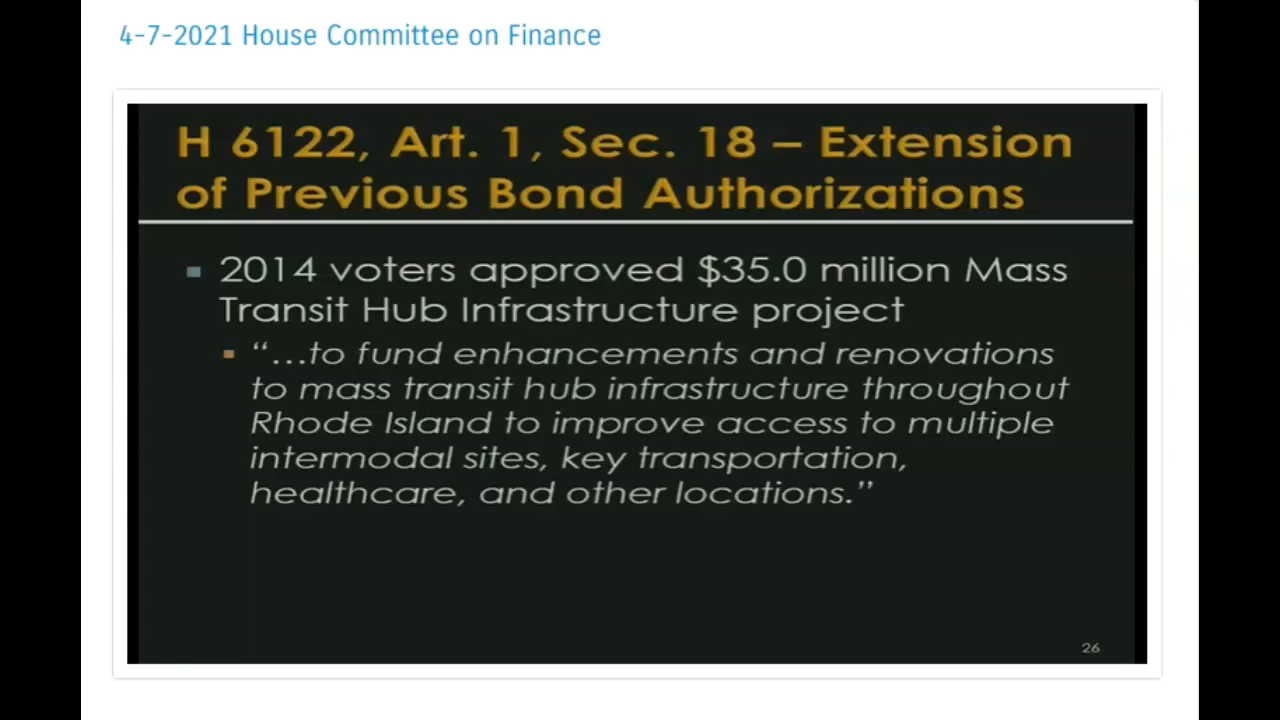 4-7-2021 House Committee on Finance
H 6122, Art. 1, Sec. 18 – Extension
of Previous Bond Authorizations
2014 voters approved $35.0 million Mass
Transit Hub Infrastructure project
“…to fund enhancements and renovations
to mass transit hub infrastructure throughout
Rhode Island to improve access to multiple
intermodal sites, key transportation,
healthcare, and other locations.”
26